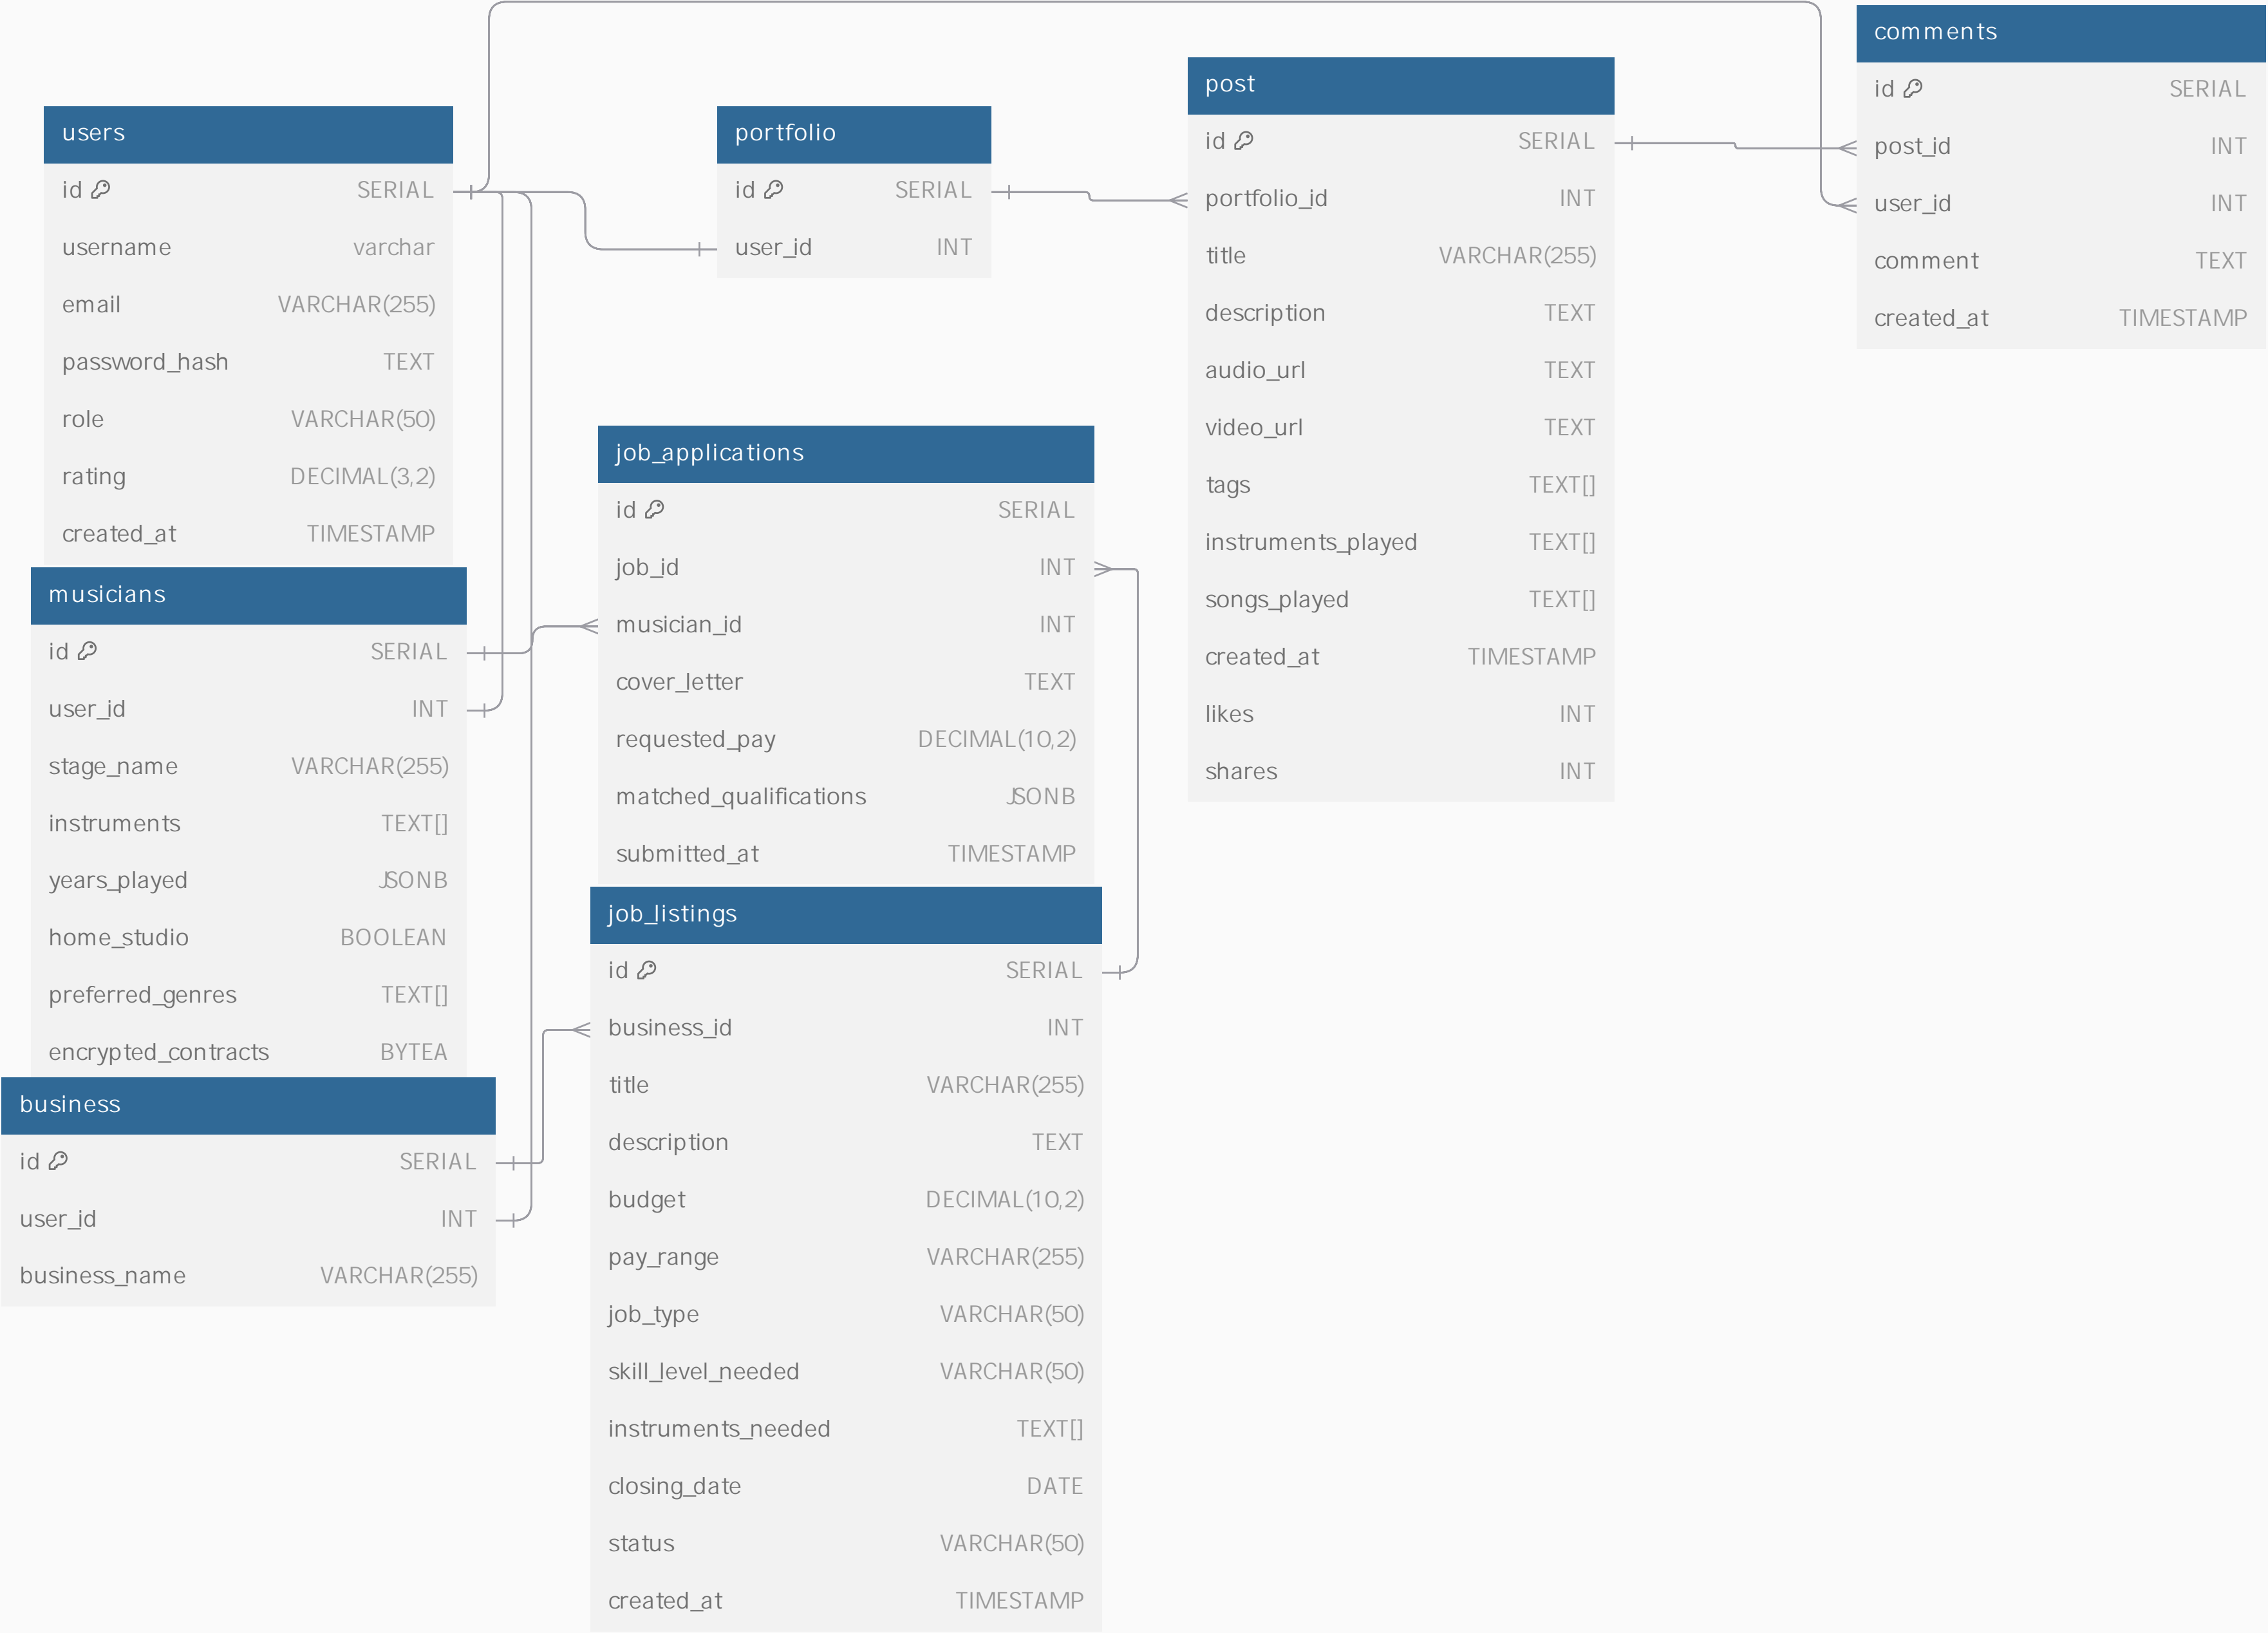 users
id SERIAL
username varchar
email VARCHAR(255)
password_hash TEXT
role VARCHAR(50)
rating DECIMAL(3,2)
created_at TIMESTAMP
musicians
id SERIAL
user_id INT
stage_name VARCHAR(255)
instruments TEXT[]
years_played JSONB
home_studio BOOLEAN
preferred_genres TEXT[]
encrypted_contracts BYTEA
business
id SERIAL
user_id INT
business_name VARCHAR(255)
portfolio
id SERIAL
user_id INT
job_applications
id SERIAL
job_id INT
musician_id INT
cover_letter TEXT
requested_pay DECIMAL(10,2)
matched_qualifications JSONB
submitted_at TIMESTAMP
job_listings
id SERIAL
business_id INT
title VARCHAR(255)
description TEXT
budget DECIMAL(10,2)
pay_range VARCHAR(255)
job_type VARCHAR(50)
skill_level_needed VARCHAR(50)
instruments_needed TEXT[]
closing_date DATE
status VARCHAR(50)
created_at TIMESTAMP
post
id SERIAL
portfolio_id INT
title VARCHAR(255)
description TEXT
audio_url TEXT
video_url TEXT
tags TEXT[]
instruments_played TEXT[]
songs_played TEXT[]
created_at TIMESTAMP
likes INT
shares INT
comments
id SERIAL
post_id INT
user_id INT
comment TEXT
created_at TIMESTAMP